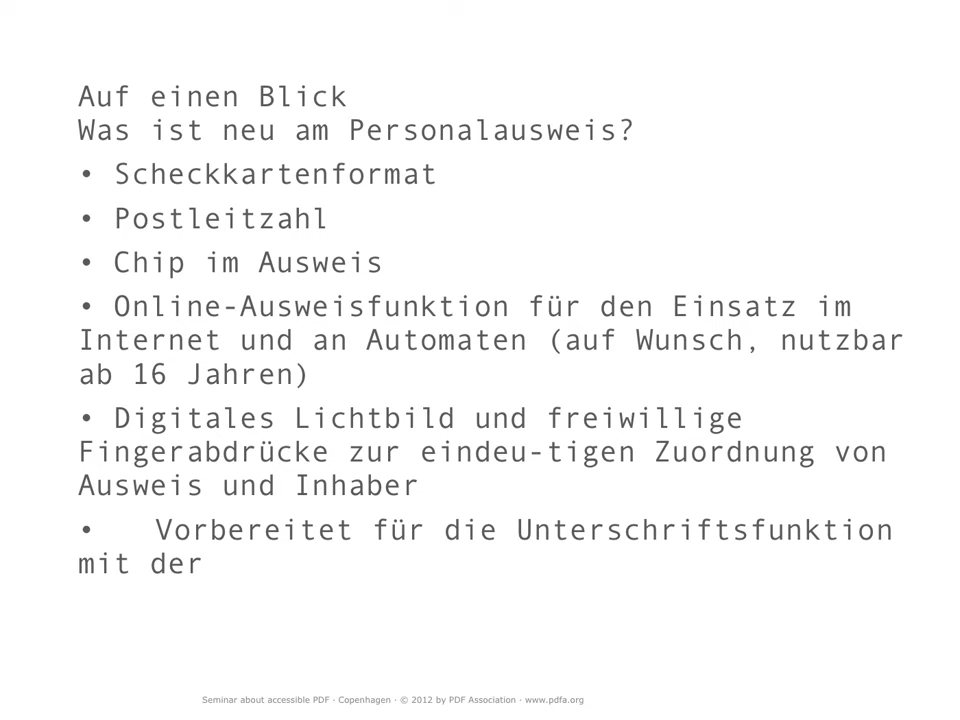 Auf einen Blick
Was ist neu am Personalausweis?
• Scheckkartenformat
• Postleitzahl
• Chip im Ausweis
• Online-Ausweisfunktion für den Einsatz im
Internet und an Automaten (auf Wunsch, nutzbar
ab 16 Jahren)
• Digitales Lichtbild und freiwillige
Fingerabdrücke zur eindeu-tigen Zuordnung von
Ausweis und Inhaber
• Vorbereitet für die Unterschriftsfunktion
mit der
Seminar about accessible PDF · Copenhagen · © 2012 by PDF Association · www.pdfa.org